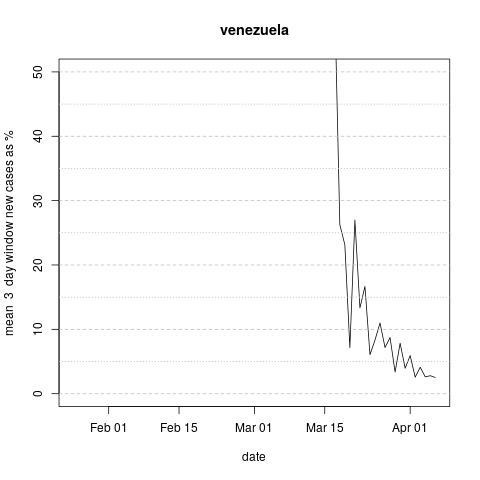 venezuela
mean 3 day window new cases as %
50
40
30
20
10
0
Feb 01
Feb 15
Mar 01
Mar 15
Apr 01
date